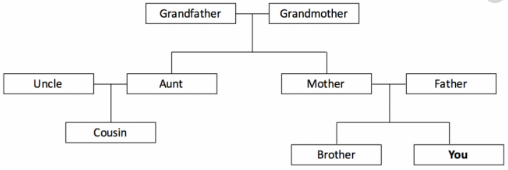 Grandfather
Grandmother
Uncle
Aunt
Mother
Father
Cousin
Brother
You